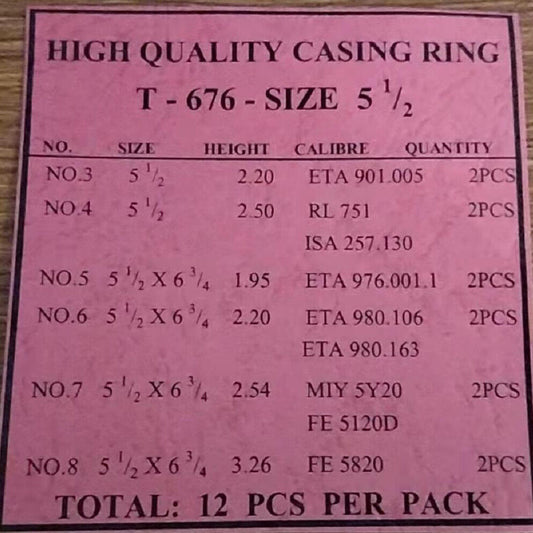 HIGH QUALITY CASING RING
T - 676 - SIZE 5 1/2
NO. SIZE HEIGHT CALIBRE QUANTITY
NO.3 5 1/2 2.20 ETA 901.005 2PCS
NO.4 5 1/2 2.50 RL 751 2PCS
ISA 257.130
NO.5 5 1/2 X 6 3/4 1.95 ETA 976.001.1 2PCS
NO.6 5 1/2 X 6 3/4 2.20 ETA 980.106 2PCS
ETA 980.163
NO.7 5 1/2 X 6 3/4 2.54 MIY 5Y20 2PCS
FE 5120D
NO.8 5 1/2 X 6 3/4 3.26 FE 5820 2PCS
TOTAL: 12 PCS PER PACK